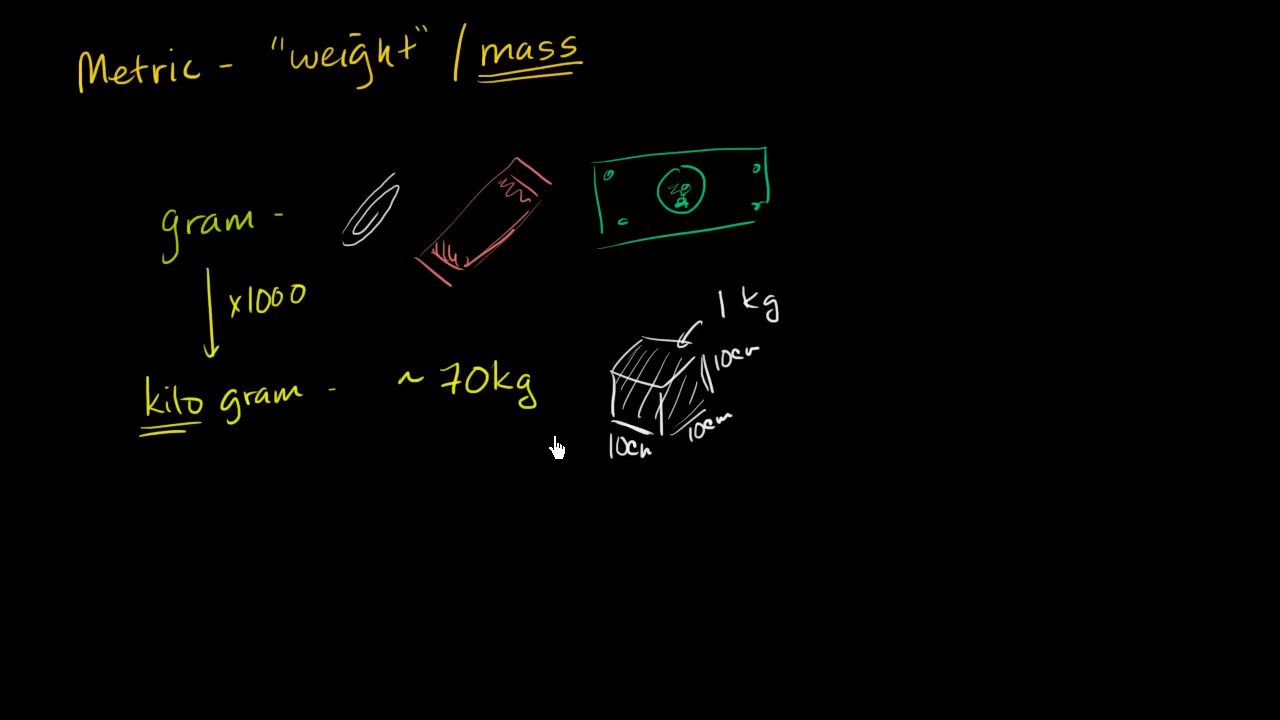 Metric - "weight" / mass
gram -
x1000
1 kg
10cm
kilo gram - ~ 70kg
10cm
10cm